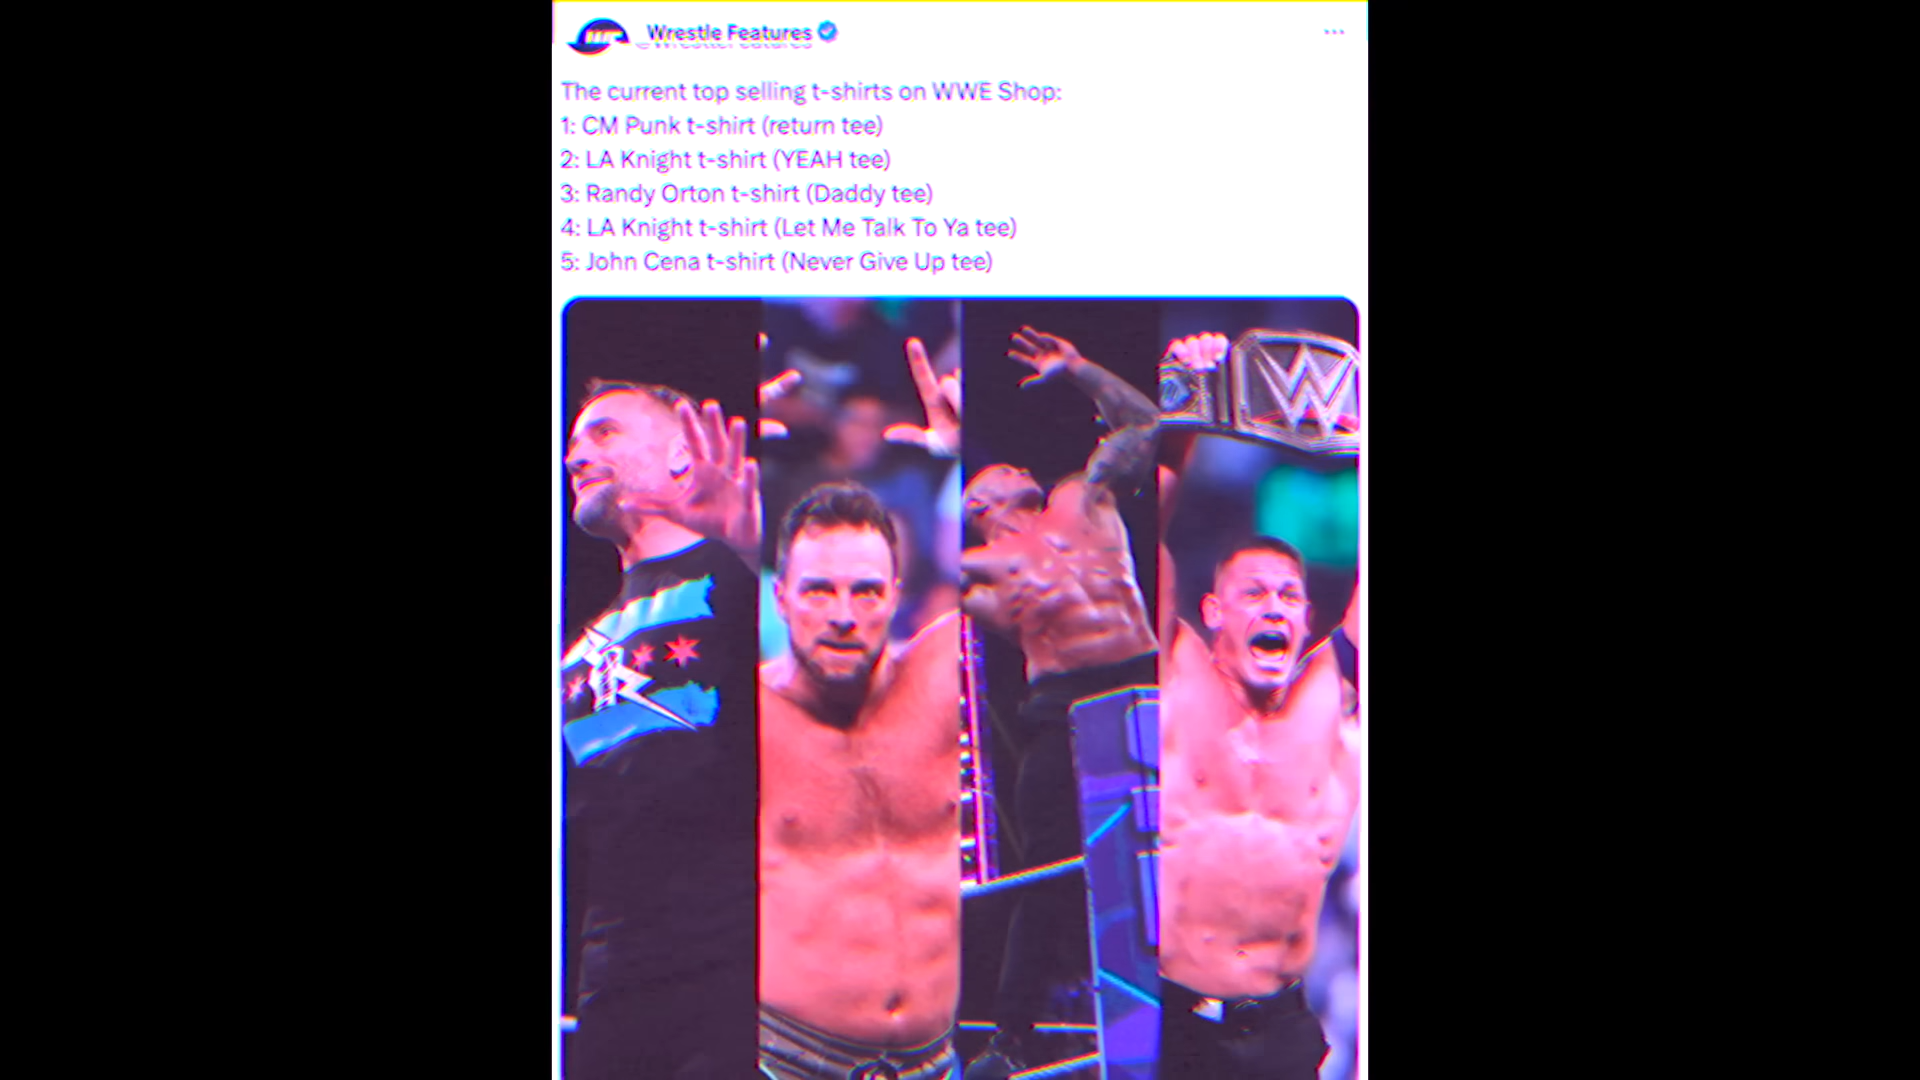 Wrestle Features
@WrestleFeatures
The current top selling t-shirts on WWE Shop:
1: CM Punk t-shirt (return tee)
2: LA Knight t-shirt (YEAH tee)
3: Randy Orton t-shirt (Daddy tee)
4: LA Knight t-shirt (Let Me Talk To Ya tee)
5: John Cena t-shirt (Never Give Up tee)